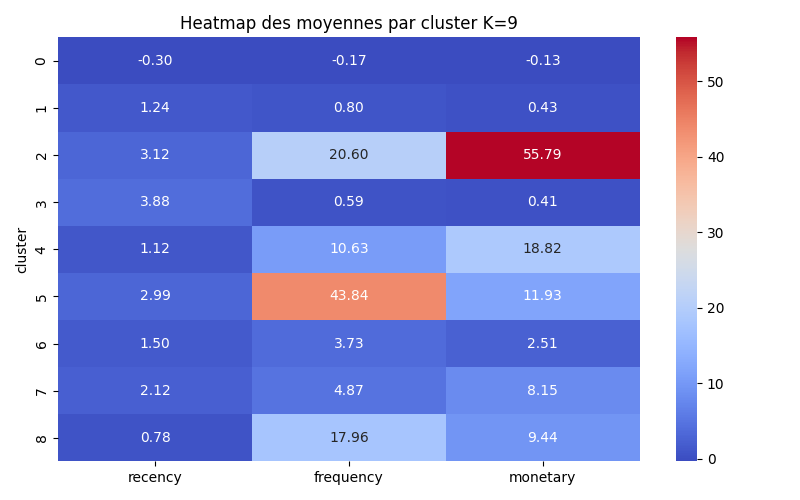 Heatmap des moyennes par cluster K=9
0 -0.30 -0.17 -0.13
1 1.24 0.80 0.43
2 3.12 20.60 55.79
3 3.88 0.59 0.41
4 1.12 10.63 18.82
5 2.99 43.84 11.93
6 1.50 3.73 2.51
7 2.12 4.87 8.15
8 0.78 17.96 9.44
cluster
recency frequency monetary
50
40
30
20
10
0